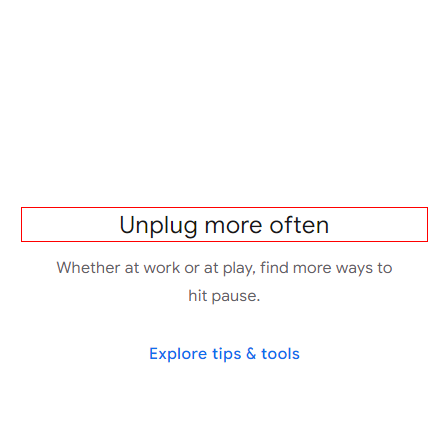 Unplug more often
Whether at work or at play, find more ways to
hit pause.
Explore tips & tools